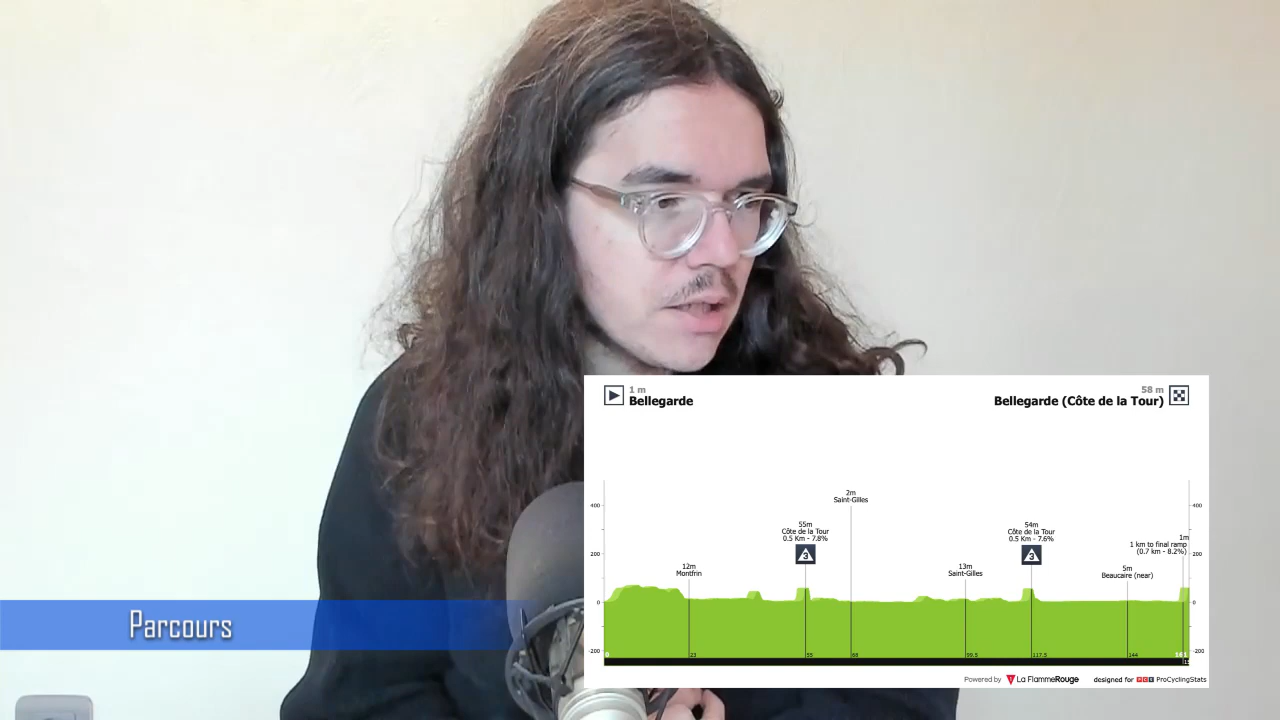 1 m
Bellegarde
58 m
Bellegarde (Côte de la Tour)
2m
Saint-Gilles
400
400
55m
Côte de la Tour
0.5 Km - 7.8%
54m
Côte de la Tour
0.5 Km - 7.6%
1m
1 km to final ramp
(0.7 km - 8.2%)
200
200
3
3
12m
Montfrin
13m
Saint-Gilles
5m
Beaucaire (near)
0
0
Parcours
-200
-200
0
23
55
68
99.5
117.5
144
Powered by La FlammeRouge
designed for PCS ProCyclingStats